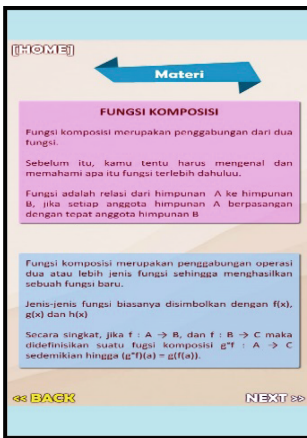 [HOME]
Materi
FUNGSI KOMPOSISI
Fungsi komposisi merupakan penggabungan dari dua
fungsi.
Sebelum itu, kamu tentu harus mengenal dan
memahami apa itu fungsi terlebih dahuluu.
Fungsi adalah relasi dari himpunan A ke himpunan
B, jika setiap anggota himpunan A berpasangan
dengan tepat anggota himpunan B
Fungsi komposisi merupakan penggabungan operasi
dua atau lebih jenis fungsi sehingga menghasilkan
sebuah fungsi baru.
Jenis-jenis fungsi biasanya disimbolkan dengan f(x),
g(x) dan h(x)
Secara singkat, jika f : A → B, dan f : B → C maka
didefinisikan suatu fugsi komposisi g°f : A → C
sedemikian hingga (g°f)(a) = g(f(a)).
<< BACK
NEXT >>